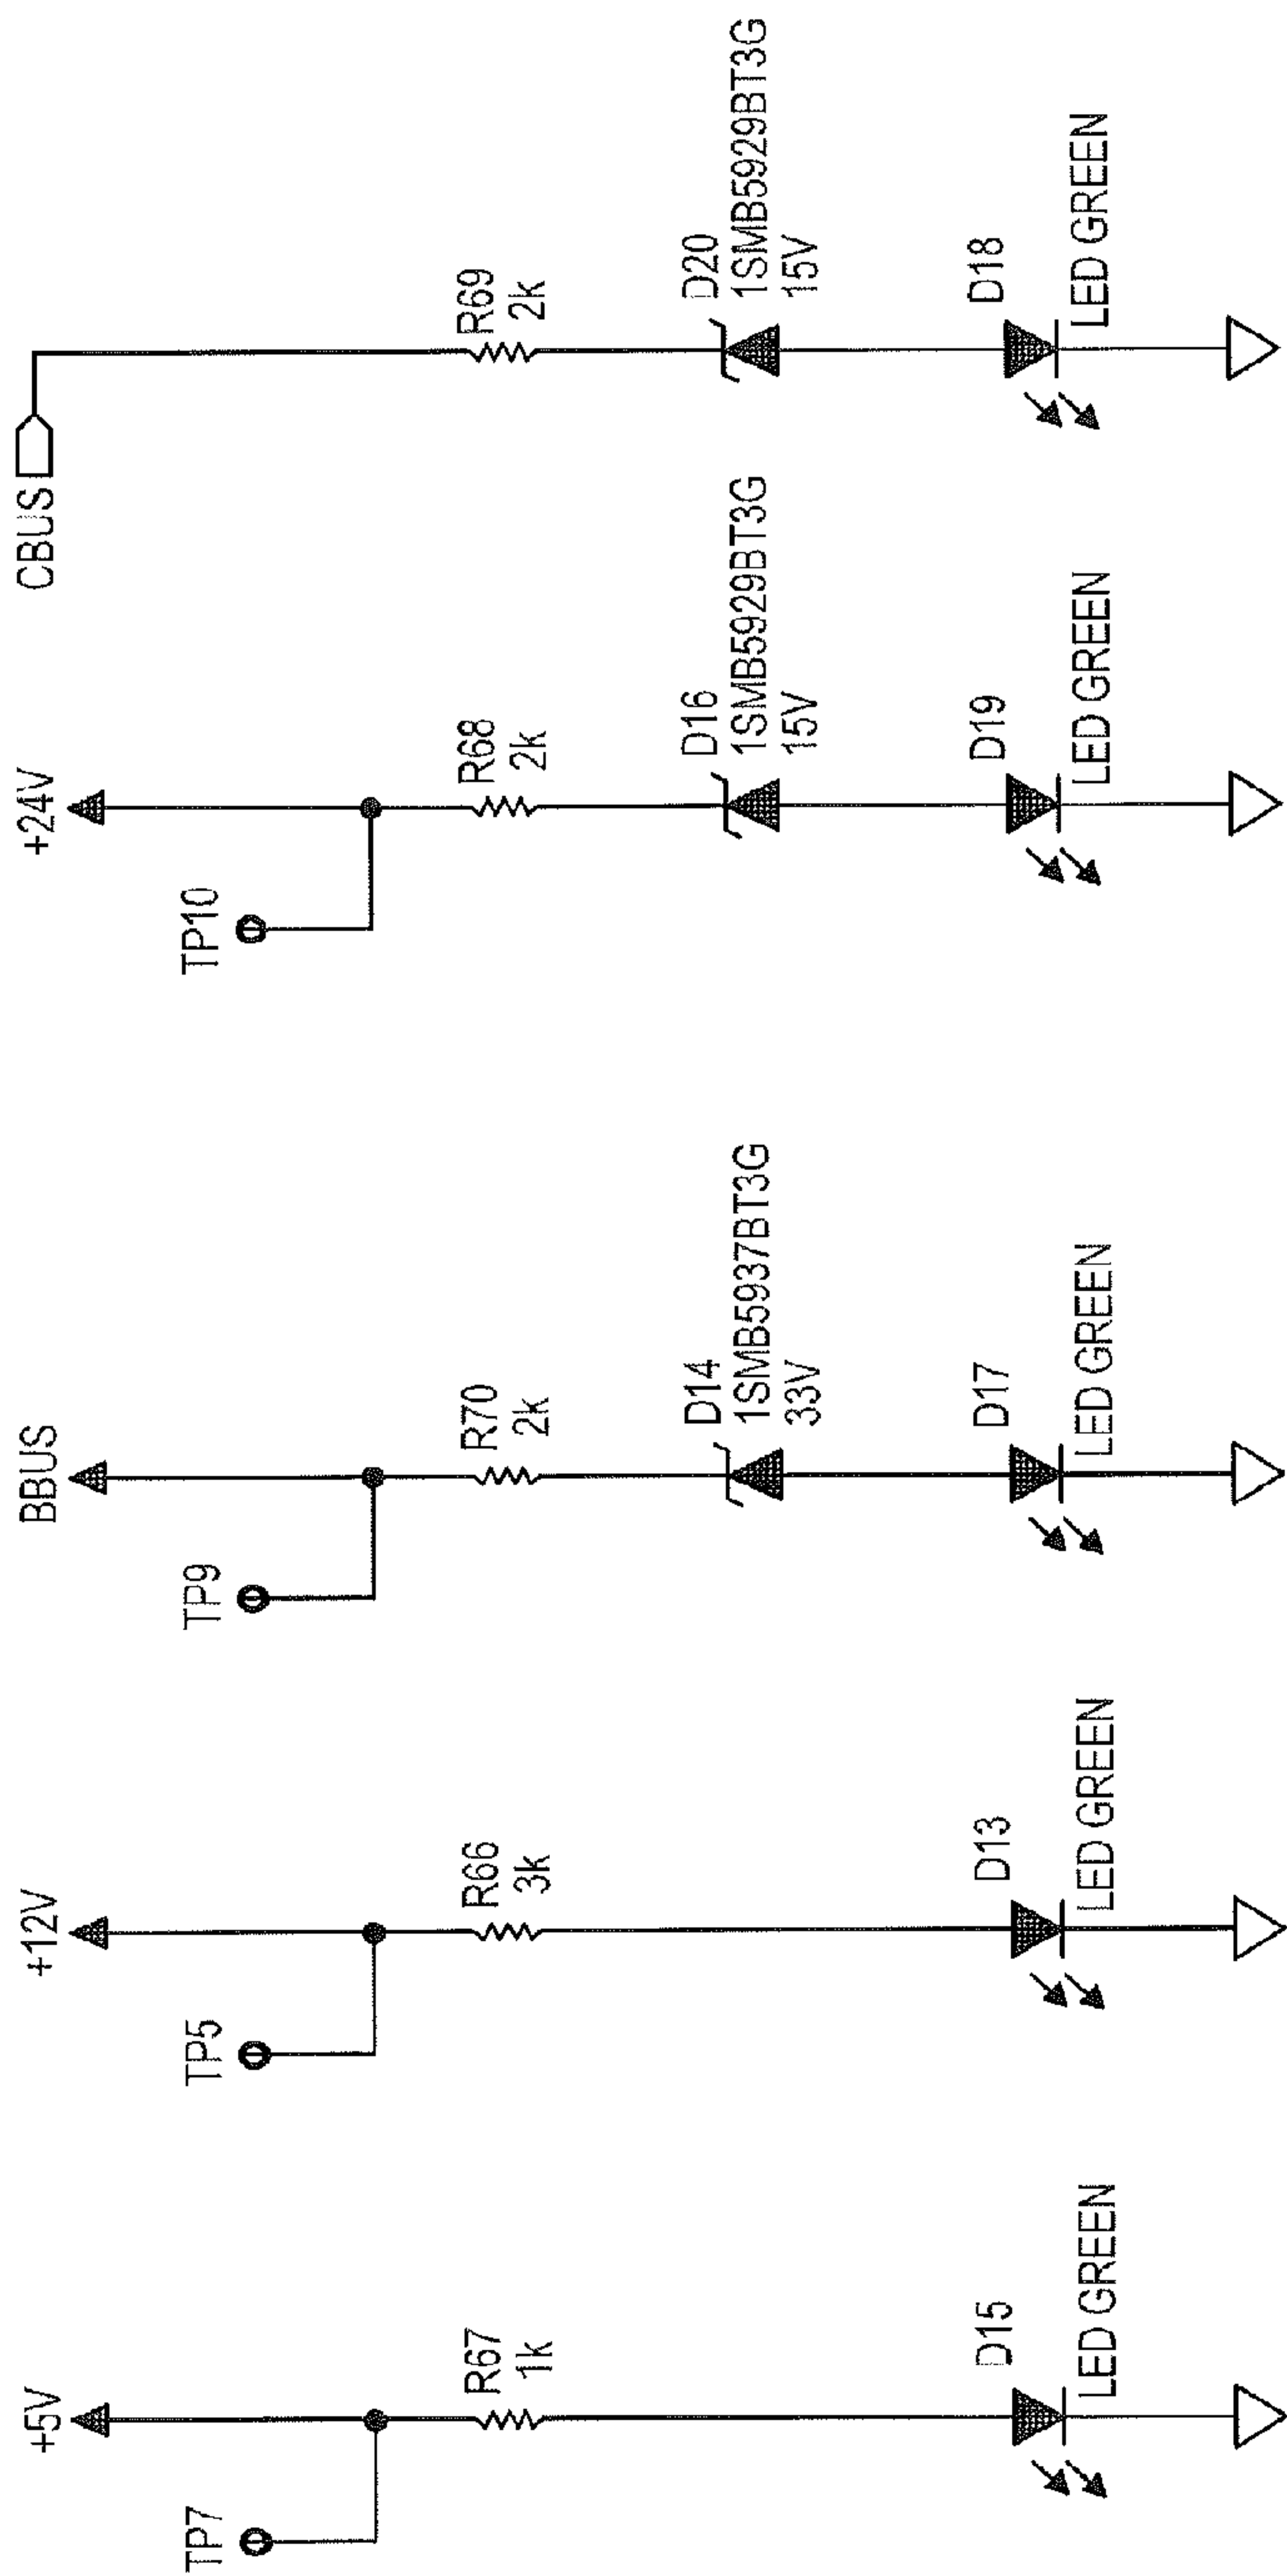 +5V
TP7
R67
1k
D15
LED GREEN
+12V
TP5
R66
3k
D13
LED GREEN
BBUS
TP9
R70
2k
D14
1SMB5937BT3G
33V
D17
LED GREEN
+24V
TP10
R68
2k
D16
1SMB5929BT3G
15V
D19
LED GREEN
CBUS
R69
2k
D20
1SMB5929BT3G
15V
D18
LED GREEN